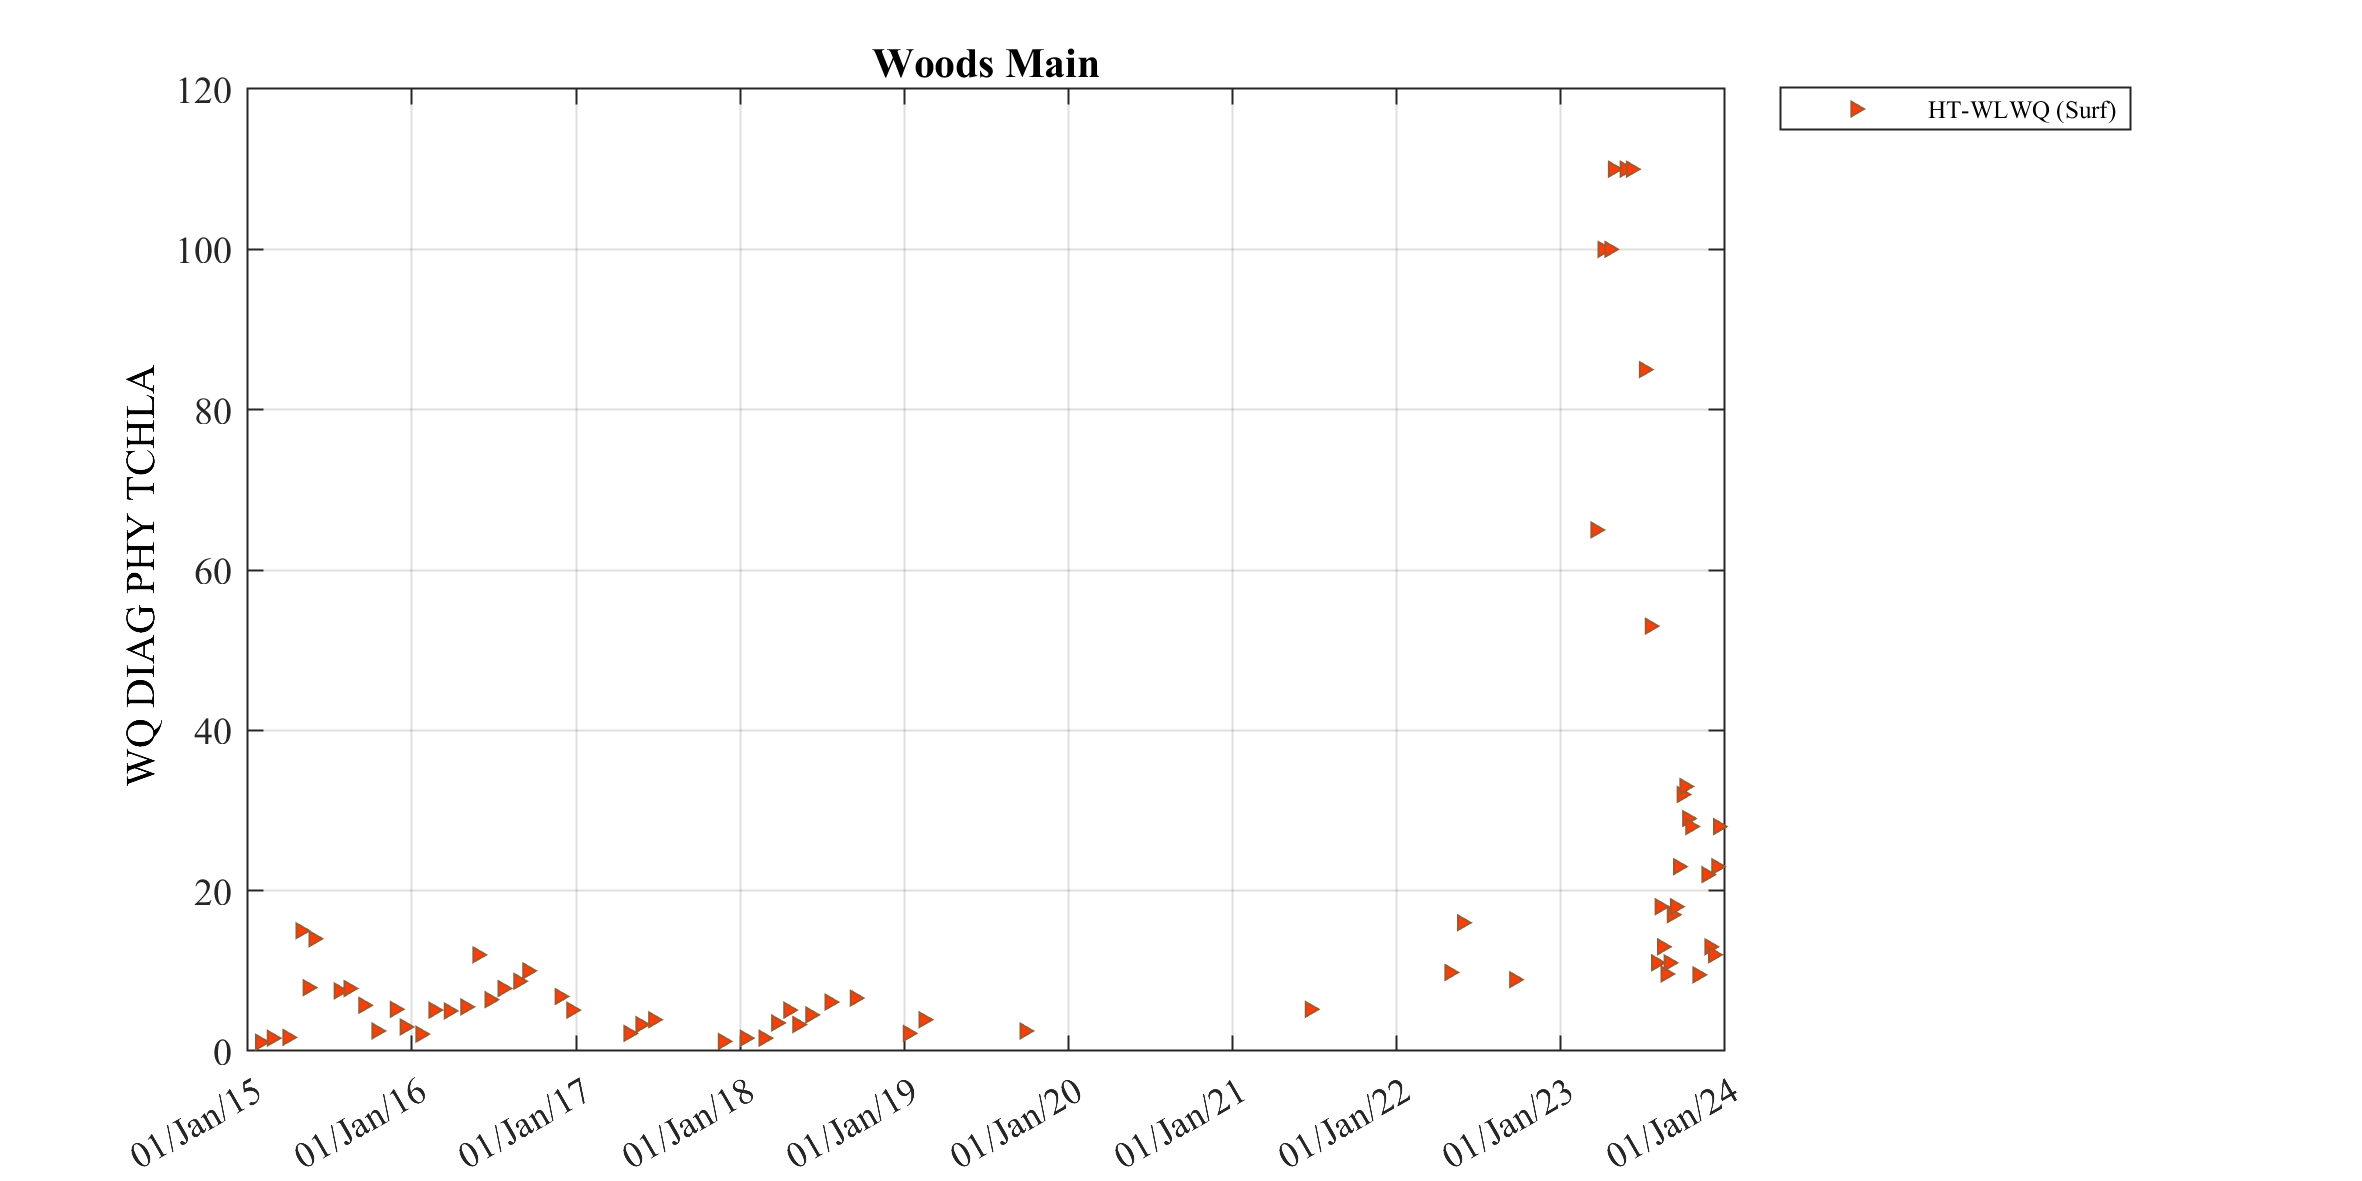 Woods Main
HT-WLWQ (Surf)
WQ DIAG PHY TCHLA
120
100
80
60
40
20
0
01/Jan/15
01/Jan/16
01/Jan/17
01/Jan/18
01/Jan/19
01/Jan/20
01/Jan/21
01/Jan/22
01/Jan/23
01/Jan/24